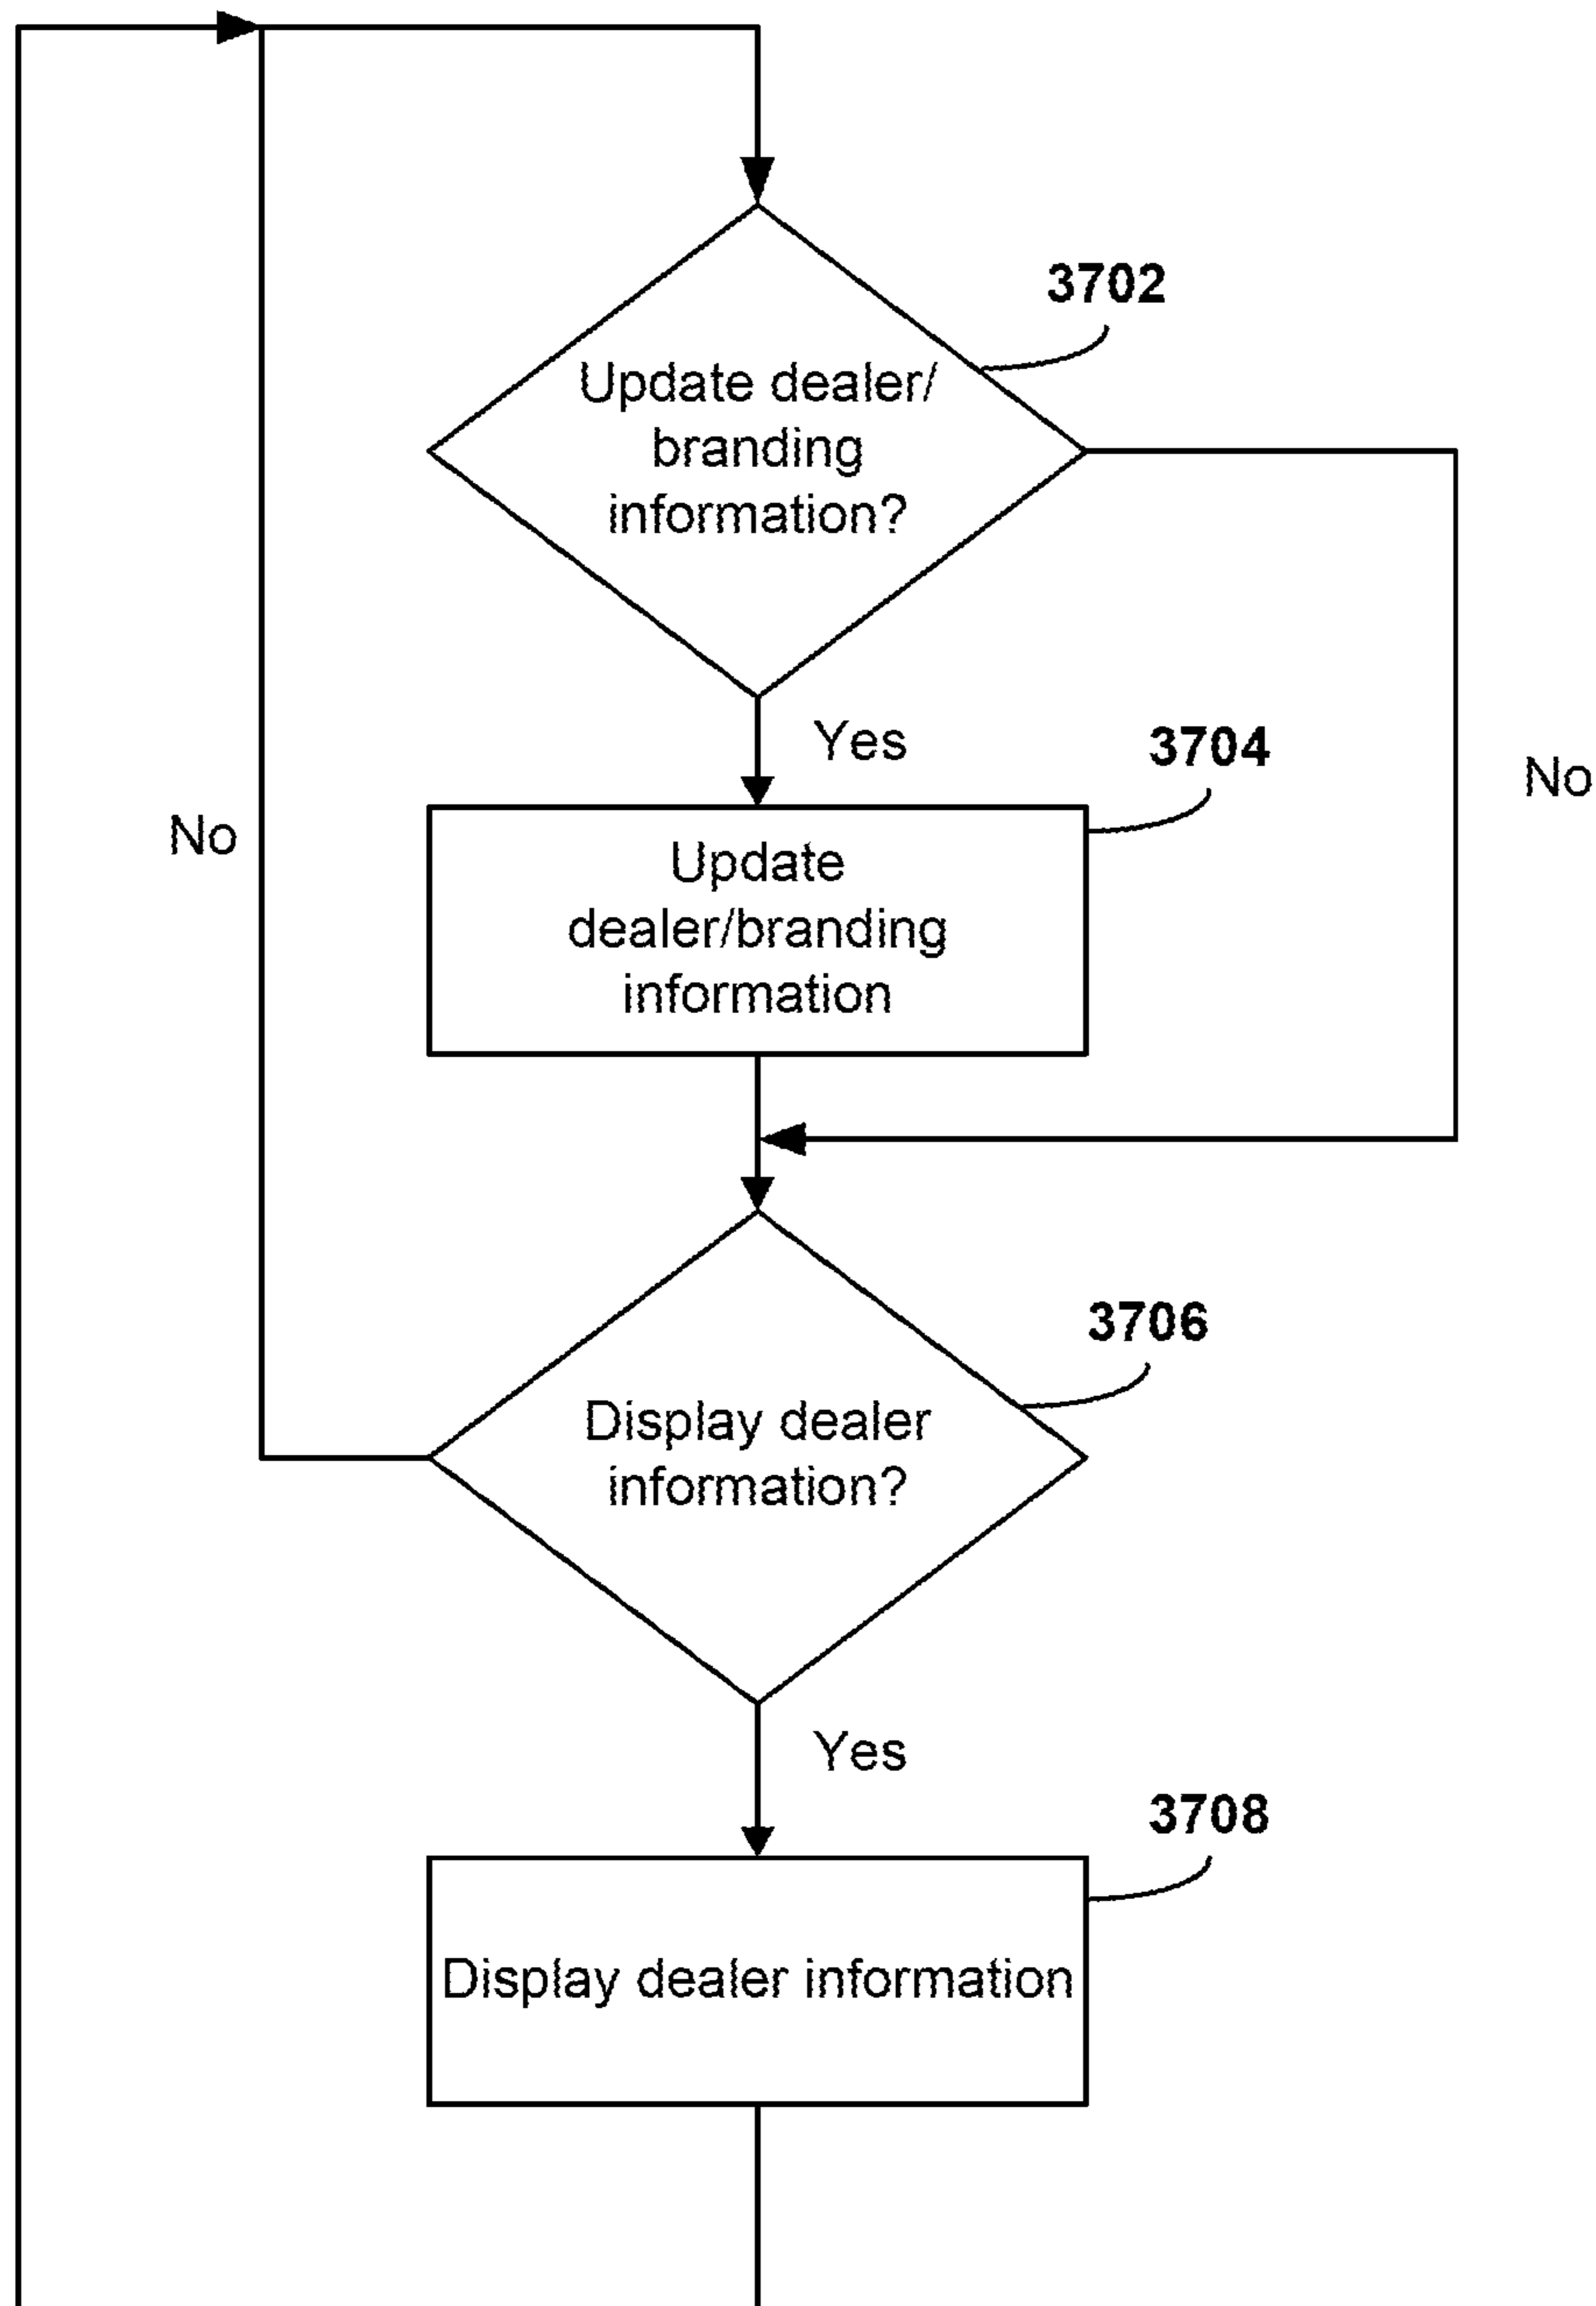 3702
Update dealer/
branding
information?
Yes
3704
No
No
Update
dealer/branding
information
3706
Display dealer
information?
Yes
3708
Display dealer information